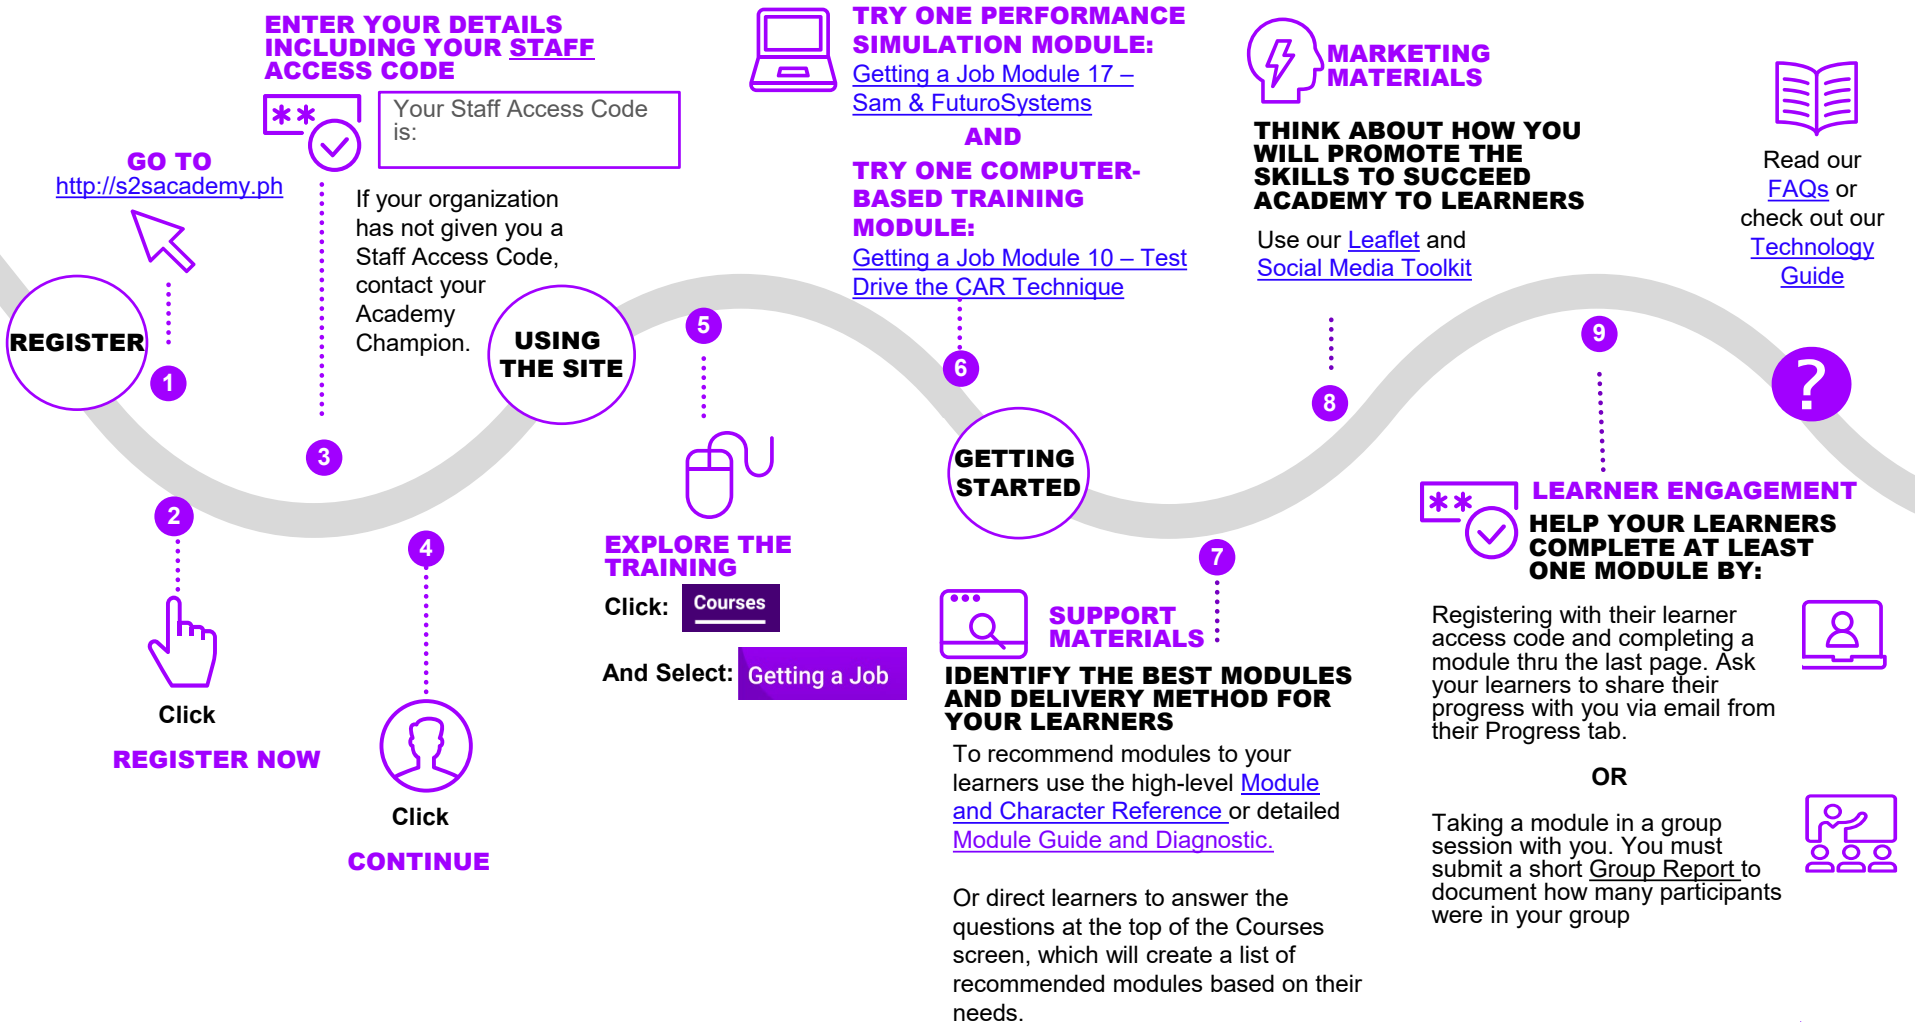 REGISTER
GO TO
http://s2sacademy.ph
1
2
Click
REGISTER NOW
ENTER YOUR DETAILS
INCLUDING YOUR STAFF
ACCESS CODE
**
Your Staff Access Code
is:
If your organization
has not given you a
Staff Access Code,
contact your
Academy
Champion.
3
4
Click
CONTINUE
USING
THE SITE
5
EXPLORE THE
TRAINING
Click: Courses
And Select: Getting a Job
TRY ONE PERFORMANCE
SIMULATION MODULE:
Getting a Job Module 17 –
Sam & FuturoSystems
AND
TRY ONE COMPUTER-
BASED TRAINING
MODULE:
Getting a Job Module 10 – Test
Drive the CAR Technique
6
GETTING
STARTED
7
SUPPORT
MATERIALS
IDENTIFY THE BEST MODULES
AND DELIVERY METHOD FOR
YOUR LEARNERS
To recommend modules to your
learners use the high-level Module
and Character Reference or detailed
Module Guide and Diagnostic.
Or direct learners to answer the
questions at the top of the Courses
screen, which will create a list of
recommended modules based on their
needs.
MARKETING
MATERIALS
THINK ABOUT HOW YOU
WILL PROMOTE THE
SKILLS TO SUCCEED
ACADEMY TO LEARNERS
Use our Leaflet and
Social Media Toolkit
8
9
**
LEARNER ENGAGEMENT
HELP YOUR LEARNERS
COMPLETE AT LEAST
ONE MODULE BY:
Registering with their learner
access code and completing a
module thru the last page. Ask
your learners to share their
progress with you via email from
their Progress tab.
OR
Taking a module in a group
session with you. You must
submit a short Group Report to
document how many participants
were in your group
Read our
FAQs or
check out our
Technology
Guide
?